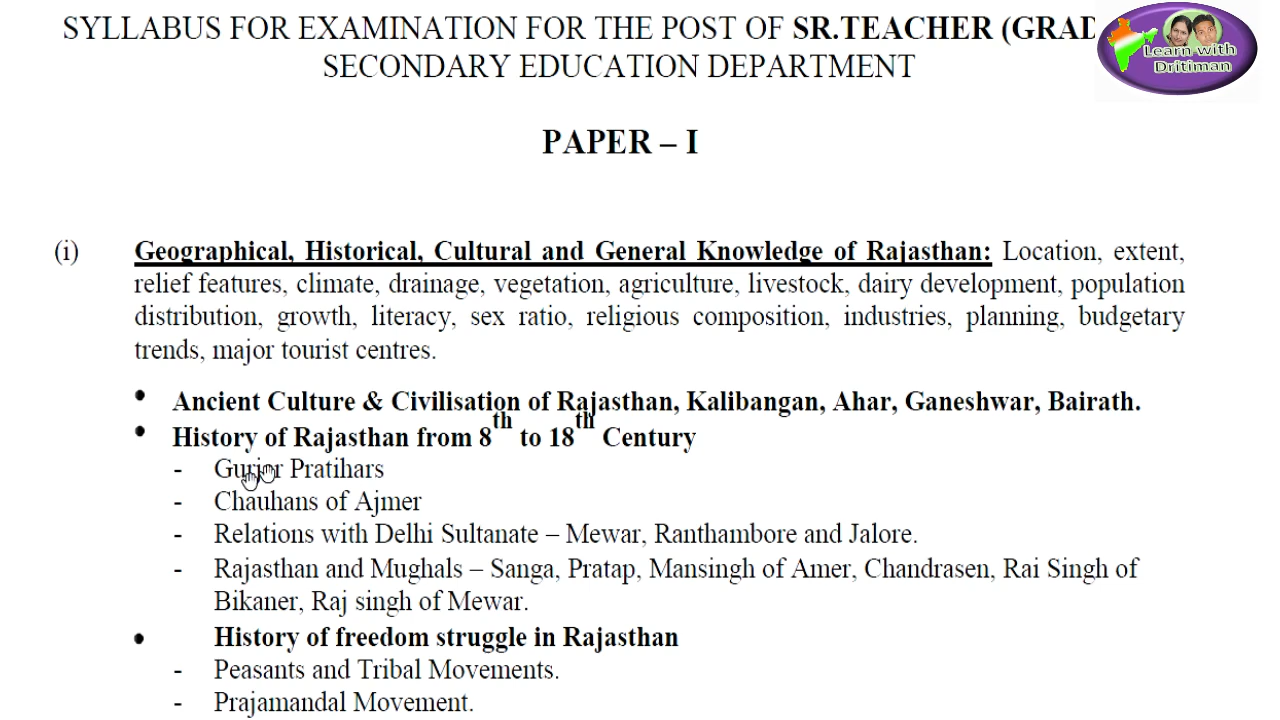 SYLLABUS FOR EXAMINATION FOR THE POST OF SR.TEACHER (GRAD
Learn with
Dritiman
SECONDARY EDUCATION DEPARTMENT
PAPER – I
(i) Geographical, Historical, Cultural and General Knowledge of Rajasthan: Location, extent,
relief features, climate, drainage, vegetation, agriculture, livestock, dairy development, population
distribution, growth, literacy, sex ratio, religious composition, industries, planning, budgetary
trends, major tourist centres.
• Ancient Culture & Civilisation of Rajasthan, Kalibangan, Ahar, Ganeshwar, Bairath.
• History of Rajasthan from 8th to 18th Century
- Gurjar Pratihars
- Chauhans of Ajmer
- Relations with Delhi Sultanate – Mewar, Ranthambore and Jalore.
- Rajasthan and Mughals – Sanga, Pratap, Mansingh of Amer, Chandrasen, Rai Singh of
Bikaner, Raj singh of Mewar.
• History of freedom struggle in Rajasthan
- Peasants and Tribal Movements.
- Prajamandal Movement.